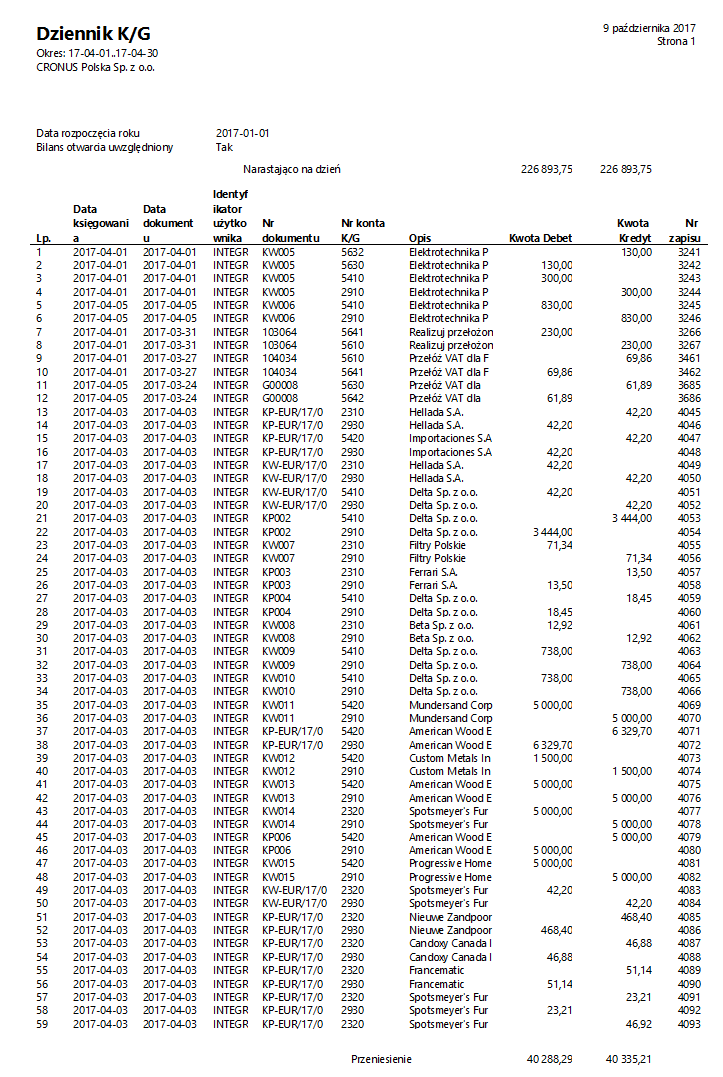 Dziennik K/G
9 października 2017
Okres: 17-04-01..17-04-30
Strona 1
CRONUS Polska Sp. z o.o.
Data rozpoczęcia roku 2017-01-01
Bilans otwarcia uwzględniony Tak
Narastająco na dzień 226 893,75 226 893,75
Lp. Data księgowani a Data dokument u Identyf ikator użytko wnika Nr dokumentu Nr konta K/G Opis Kwota Debet Kwota Kredyt Nr zapisu
1 2017-04-01 2017-04-01 INTEGR KW005 5632 Elektrotechnika P 130,00 3241
2 2017-04-01 2017-04-01 INTEGR KW005 5630 Elektrotechnika P 130,00 3242
3 2017-04-01 2017-04-01 INTEGR KW005 5410 Elektrotechnika P 300,00 3243
4 2017-04-01 2017-04-01 INTEGR KW005 2910 Elektrotechnika P 300,00 3244
5 2017-04-05 2017-04-05 INTEGR KW006 5410 Elektrotechnika P 830,00 3245
6 2017-04-05 2017-04-05 INTEGR KW006 2910 Elektrotechnika P 830,00 3246
7 2017-04-01 2017-03-31 INTEGR 103064 5641 Realizuj przełożon 230,00 3266
8 2017-04-01 2017-03-31 INTEGR 103064 5610 Realizuj przełożon 230,00 3267
9 2017-04-01 2017-03-27 INTEGR 104034 5610 Przełóż VAT dla F 69,86 3461
10 2017-04-01 2017-03-27 INTEGR 104034 5641 Przełóż VAT dla F 69,86 3462
11 2017-04-05 2017-03-24 INTEGR G00008 5630 Przełóż VAT dla 61,89 3685
12 2017-04-05 2017-03-24 INTEGR G00008 5642 Przełóż VAT dla 61,89 3686
13 2017-04-03 2017-04-03 INTEGR KP-EUR/17/0 2310 Hellada S.A. 42,20 4045
14 2017-04-03 2017-04-03 INTEGR KP-EUR/17/0 2930 Hellada S.A. 42,20 4046
15 2017-04-03 2017-04-03 INTEGR KP-EUR/17/0 5420 Importaciones S.A 42,20 4047
16 2017-04-03 2017-04-03 INTEGR KP-EUR/17/0 2930 Importaciones S.A 42,20 4048
17 2017-04-03 2017-04-03 INTEGR KW-EUR/17/0 2310 Hellada S.A. 42,20 4049
18 2017-04-03 2017-04-03 INTEGR KW-EUR/17/0 2930 Hellada S.A. 42,20 4050
19 2017-04-03 2017-04-03 INTEGR KW-EUR/17/0 5410 Delta Sp. z o.o. 42,20 4051
20 2017-04-03 2017-04-03 INTEGR KW-EUR/17/0 2930 Delta Sp. z o.o. 42,20 4052
21 2017-04-03 2017-04-03 INTEGR KP002 5410 Delta Sp. z o.o. 3 444,00 4053
22 2017-04-03 2017-04-03 INTEGR KP002 2910 Delta Sp. z o.o. 3 444,00 4054
23 2017-04-03 2017-04-03 INTEGR KW007 2310 Filtry Polskie 71,34 4055
24 2017-04-03 2017-04-03 INTEGR KW007 2910 Filtry Polskie 71,34 4056
25 2017-04-03 2017-04-03 INTEGR KP003 2310 Ferrari S.A. 13,50 4057
26 2017-04-03 2017-04-03 INTEGR KP003 2910 Ferrari S.A. 13,50 4058
27 2017-04-03 2017-04-03 INTEGR KP004 5410 Delta Sp. z o.o. 18,45 4059
28 2017-04-03 2017-04-03 INTEGR KP004 2910 Delta Sp. z o.o. 18,45 4060
29 2017-04-03 2017-04-03 INTEGR KW008 2310 Beta Sp. z o.o. 12,92 4061
30 2017-04-03 2017-04-03 INTEGR KW008 2910 Beta Sp. z o.o. 12,92 4062
31 2017-04-03 2017-04-03 INTEGR KW009 5410 Delta Sp. z o.o. 738,00 4063
32 2017-04-03 2017-04-03 INTEGR KW009 2910 Delta Sp. z o.o. 738,00 4064
33 2017-04-03 2017-04-03 INTEGR KW010 5410 Delta Sp. z o.o. 738,00 4065
34 2017-04-03 2017-04-03 INTEGR KW010 2910 Delta Sp. z o.o. 738,00 4066
35 2017-04-03 2017-04-03 INTEGR KW011 5420 Mundersand Corp 5 000,00 4069
36 2017-04-03 2017-04-03 INTEGR KW011 2910 Mundersand Corp 5 000,00 4070
37 2017-04-03 2017-04-03 INTEGR KP-EUR/17/0 5420 American Wood E 6 329,70 4071
38 2017-04-03 2017-04-03 INTEGR KP-EUR/17/0 2930 American Wood E 6 329,70 4072
39 2017-04-03 2017-04-03 INTEGR KW012 5420 Custom Metals In 1 500,00 4073
40 2017-04-03 2017-04-03 INTEGR KW012 2910 Custom Metals In 1 500,00 4074
41 2017-04-03 2017-04-03 INTEGR KW013 5420 American Wood E 5 000,00 4075
42 2017-04-03 2017-04-03 INTEGR KW013 2910 American Wood E 5 000,00 4076
43 2017-04-03 2017-04-03 INTEGR KW014 2320 Spotsmeyer's Fur 5 000,00 4077
44 2017-04-03 2017-04-03 INTEGR KW014 2910 Spotsmeyer's Fur 5 000,00 4078
45 2017-04-03 2017-04-03 INTEGR KP006 5420 American Wood E 5 000,00 4079
46 2017-04-03 2017-04-03 INTEGR KP006 2910 American Wood E 5 000,00 4080
47 2017-04-03 2017-04-03 INTEGR KW015 5420 Progressive Home 5 000,00 4081
48 2017-04-03 2017-04-03 INTEGR KW015 2910 Progressive Home 5 000,00 4082
49 2017-04-03 2017-04-03 INTEGR KW-EUR/17/0 2320 Spotsmeyer's Fur 42,20 4083
50 2017-04-03 2017-04-03 INTEGR KW-EUR/17/0 2930 Spotsmeyer's Fur 42,20 4084
51 2017-04-03 2017-04-03 INTEGR KP-EUR/17/0 2320 Nieuwe Zandpoor 468,40 4085
52 2017-04-03 2017-04-03 INTEGR KP-EUR/17/0 2930 Nieuwe Zandpoor 468,40 4086
53 2017-04-03 2017-04-03 INTEGR KP-EUR/17/0 2320 Candoxy Canada I 46,88 4087
54 2017-04-03 2017-04-03 INTEGR KP-EUR/17/0 2930 Candoxy Canada I 46,88 4088
55 2017-04-03 2017-04-03 INTEGR KP-EUR/17/0 2320 Francematic 51,14 4089
56 2017-04-03 2017-04-03 INTEGR KP-EUR/17/0 2930 Francematic 51,14 4090
57 2017-04-03 2017-04-03 INTEGR KP-EUR/17/0 2320 Spotsmeyer's Fur 23,21 4091
58 2017-04-03 2017-04-03 INTEGR KP-EUR/17/0 2930 Spotsmeyer's Fur 23,21 4092
59 2017-04-03 2017-04-03 INTEGR KP-EUR/17/0 2320 Spotsmeyer's Fur 46,92 4093
Przeniesienie 40 288,29 40 335,21